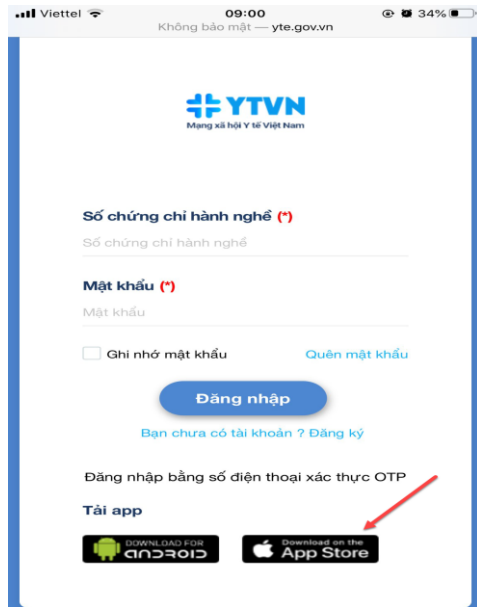 Viettel 09:00 34%
Không bảo mật — yte.gov.vn
YTVN
Mạng xã hội Y tế Việt Nam
Số chứng chỉ hành nghề (*)
Số chứng chỉ hành nghề
Mật khẩu (*)
Mật khẩu
Ghi nhớ mật khẩu Quên mật khẩu
Đăng nhập
Bạn chưa có tài khoản ? Đăng ký
Đăng nhập bằng số điện thoại xác thực OTP
Tải app
DOWNLOAD FOR Download on the
ANDROID App Store